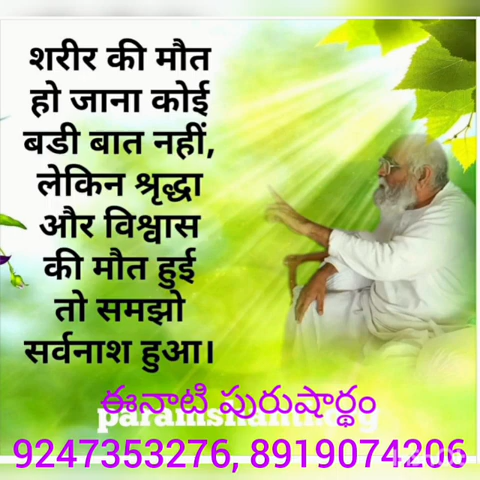 शरीर की मौत
हो जाना कोई
बडी बात नहीं,
लेकिन श्रृद्धा
और विश्वास
की मौत हुई
तो समझो
सर्वनाश हुआ।
ఈనాటి పురుషార్థం
9247353276, 8919074206